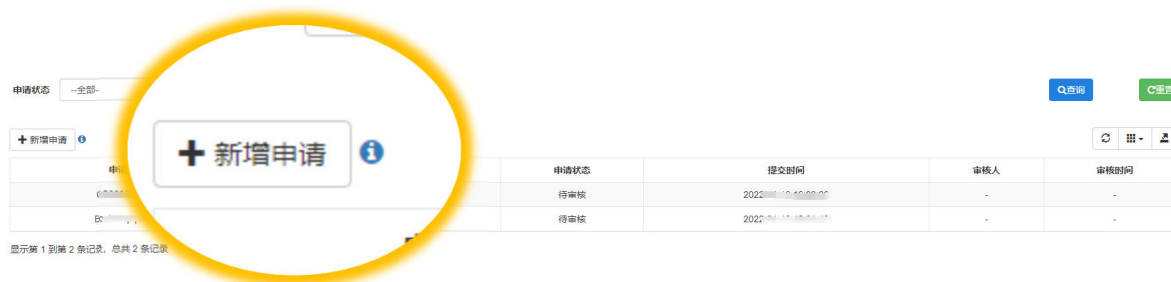 申请状态 --全部- 查询 重置
+ 新增申请
+ 新增申请
申请状态 提交时间 审核人 审核时间
待审核 2022 - -
待审核 2022 - -
显示第 1 到第 2 条记录，总共 2 条记录